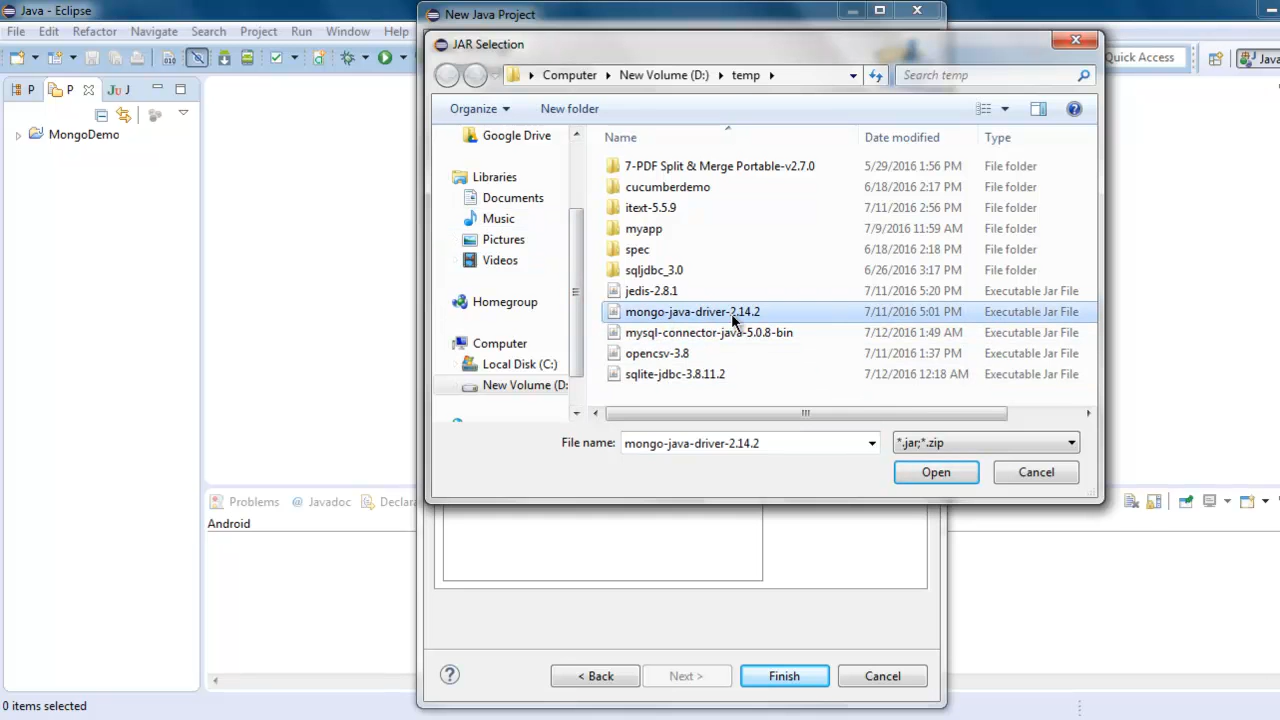 Java - Eclipse
New Java Project
File Edit Refactor Navigate Search Project Run Window Help
JAR Selection
Computer New Volume (D:) temp Search temp
Quick Access Java
Organize New folder
P P J
MongoDemo
Google Drive
Libraries
Documents
Music
Pictures
Videos
Homegroup
Computer
Local Disk (C:)
New Volume (D:
Name Date modified Type
7-PDF Split & Merge Portable-v2.7.0 5/29/2016 1:56 PM File folder
cucumberdemo 6/18/2016 2:17 PM File folder
itext-5.5.9 7/11/2016 2:56 PM File folder
myapp 7/9/2016 11:59 AM File folder
spec 6/18/2016 2:18 PM File folder
sqljdbc_3.0 6/26/2016 3:17 PM File folder
jedis-2.8.1 7/11/2016 5:20 PM Executable Jar File
mongo-java-driver-2.14.2 7/11/2016 5:01 PM Executable Jar File
mysql-connector-java-5.0.8-bin 7/12/2016 1:49 AM Executable Jar File
opencsv-3.8 7/11/2016 1:37 PM Executable Jar File
sqlite-jdbc-3.8.11.2 7/12/2016 12:18 AM Executable Jar File
File name: mongo-java-driver-2.14.2 *.jar;*.zip
Open Cancel
Problems @ Javadoc Declara
Android
? < Back Next > Finish Cancel
0 items selected